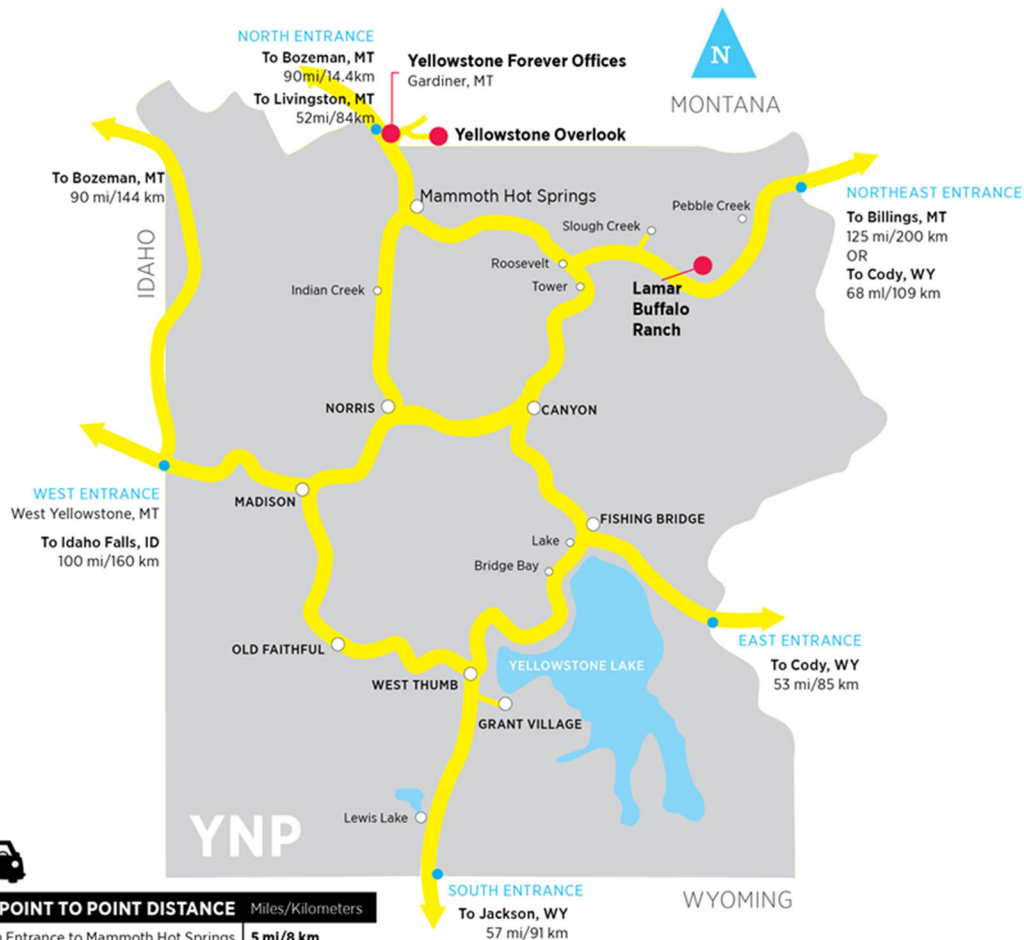 NORTH ENTRANCE
To Bozeman, MT
90mi/14.4km
To Livingston, MT
52mi/84km
Yellowstone Forever Offices
Gardiner, MT
Yellowstone Overlook
N
MONTANA
To Bozeman, MT
90 mi/144 km
IDAHO
Mammoth Hot Springs
Slough Creek
Pebble Creek
Roosevelt
Tower
Indian Creek
Lamar
Buffalo
Ranch
NORTHEAST ENTRANCE
To Billings, MT
125 mi/200 km
OR
To Cody, WY
68 ml/109 km
NORRIS
CANYON
WEST ENTRANCE
West Yellowstone, MT
To Idaho Falls, ID
100 mi/160 km
MADISON
FISHING BRIDGE
Lake
Bridge Bay
EAST ENTRANCE
To Cody, WY
53 mi/85 km
OLD FAITHFUL
YELLOWSTONE LAKE
WEST THUMB
GRANT VILLAGE
Lewis Lake
YNP
SOUTH ENTRANCE
To Jackson, WY
57 mi/91 km
WYOMING
POINT TO POINT DISTANCE Miles/Kilometers
Entrance to Mammoth Hot Springs 5 mi/8 km